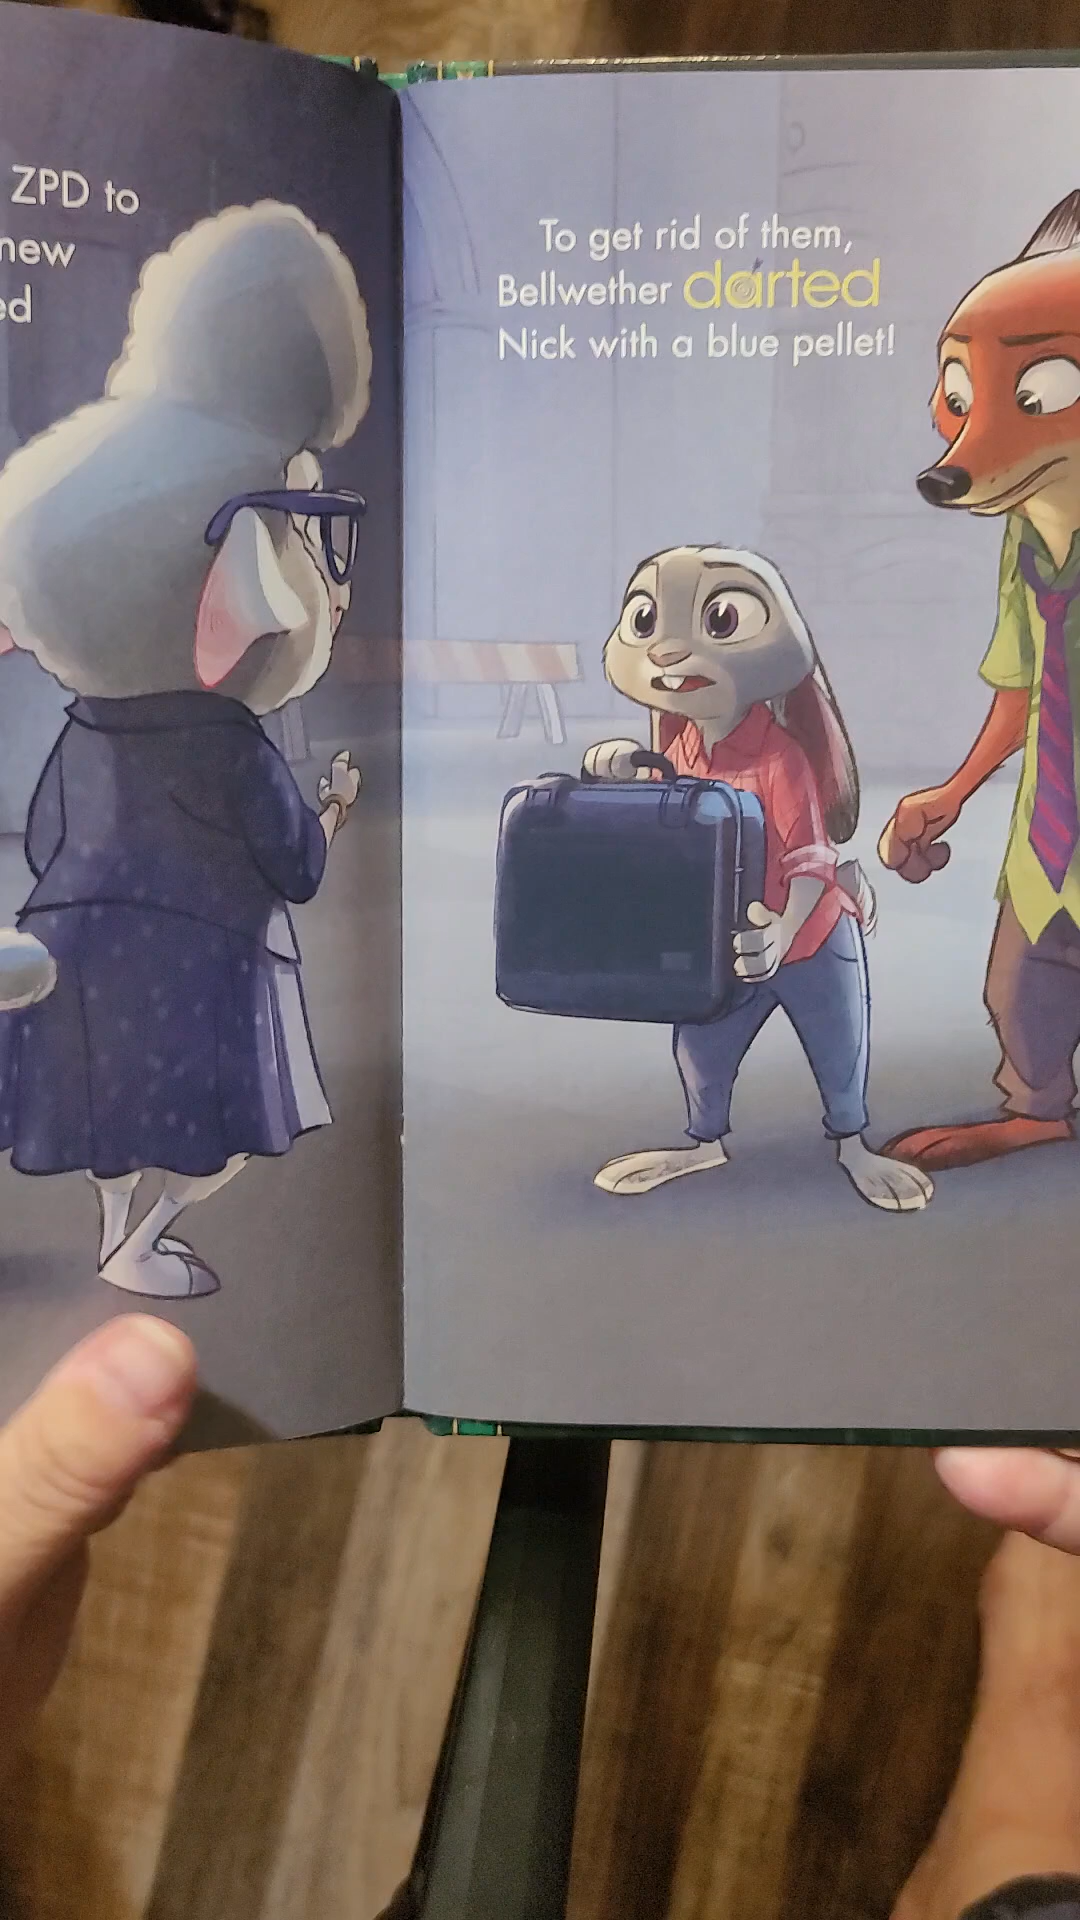 ZPD to
new
ed
To get rid of them,
Bellwether darted
Nick with a blue pellet!